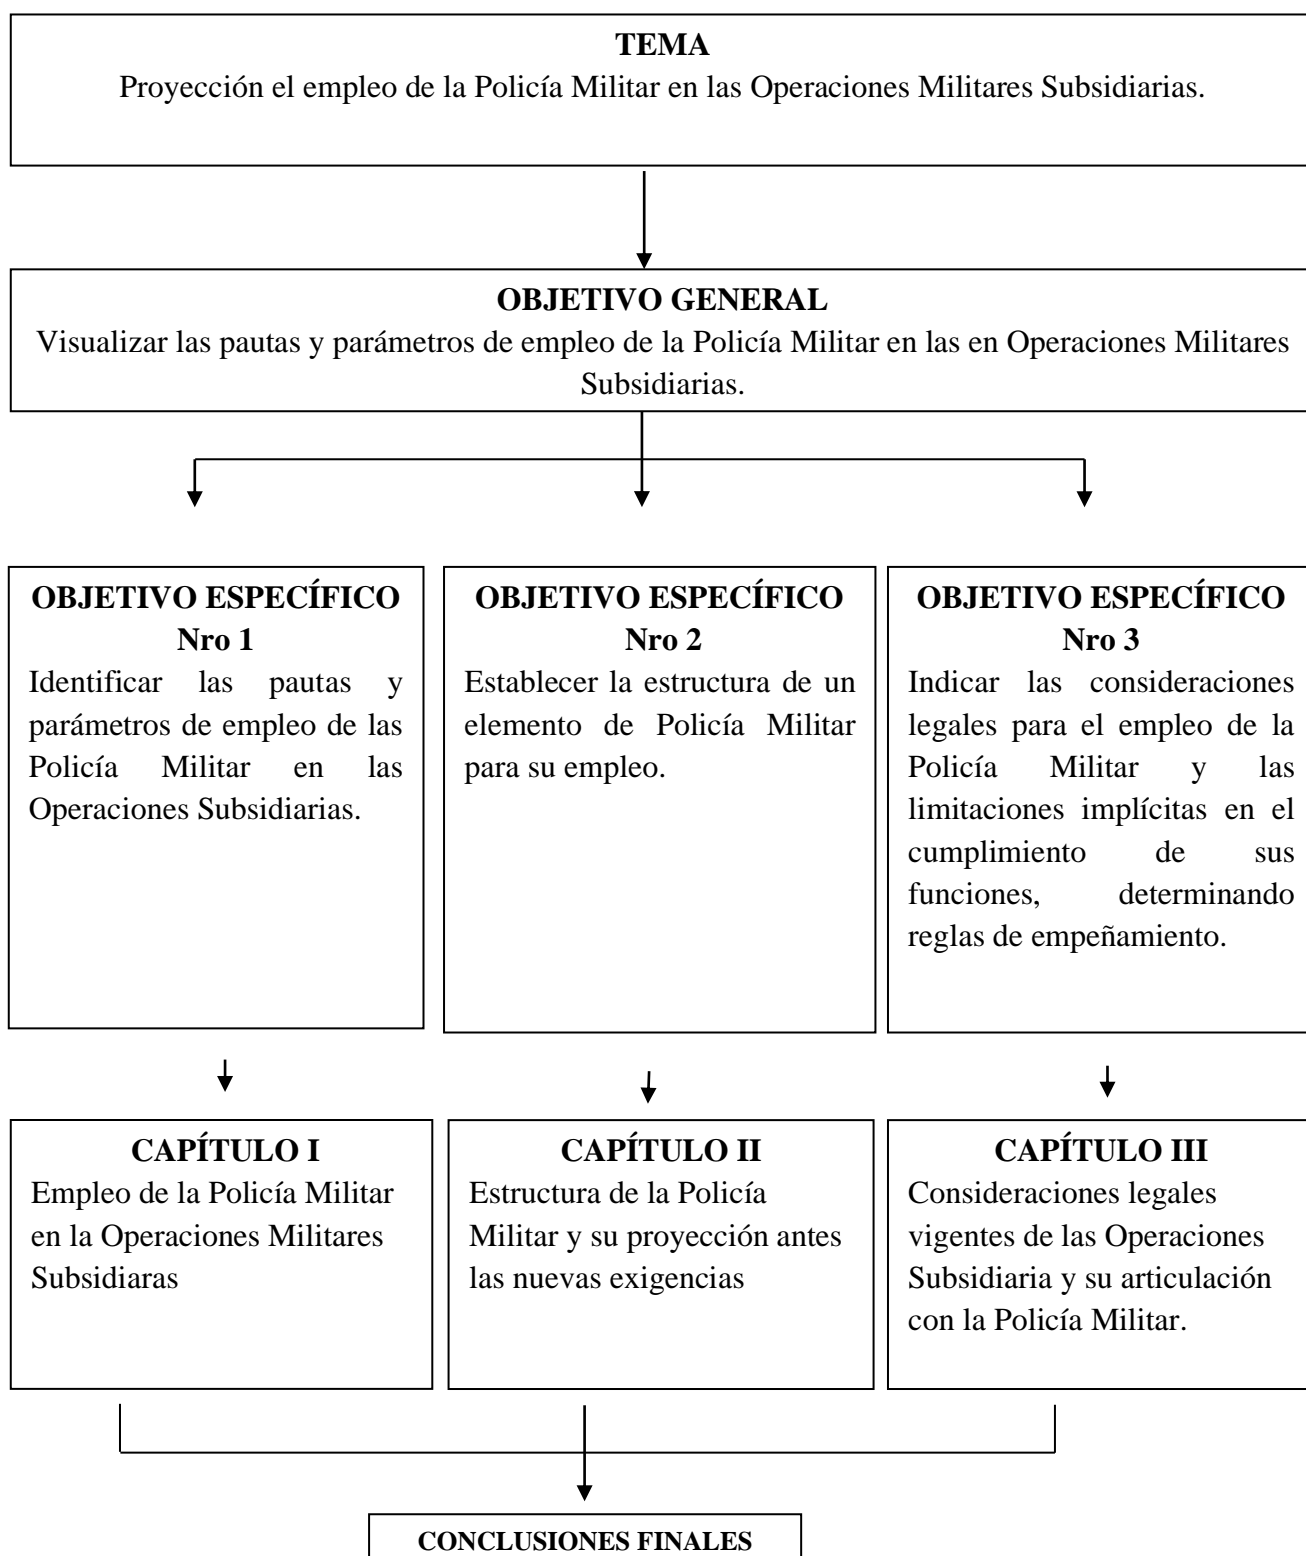 TEMA
Proyección el empleo de la Policía Militar en las Operaciones Militares Subsidiarias.
OBJETIVO GENERAL
Visualizar las pautas y parámetros de empleo de la Policía Militar en las en Operaciones Militares
Subsidiarias.
OBJETIVO ESPECÍFICO
Nro 1
Identificar las pautas y
parámetros de empleo de las
Policía Militar en las
Operaciones Subsidiarias.
OBJETIVO ESPECÍFICO
Nro 2
Establecer la estructura de un
elemento de Policía Militar
para su empleo.
OBJETIVO ESPECÍFICO
Nro 3
Indicar las consideraciones
legales para el empleo de la
Policía Militar y las
limitaciones implícitas en el
cumplimiento de sus
funciones, determinando
reglas de empeñamiento.
CAPÍTULO I
Empleo de la Policía Militar
en la Operaciones Militares
Subsidiaras
CAPÍTULO II
Estructura de la Policía
Militar y su proyección antes
las nuevas exigencias
CAPÍTULO III
Consideraciones legales
vigentes de las Operaciones
Subsidiaria y su articulación
con la Policía Militar.
CONCLUSIONES FINALES